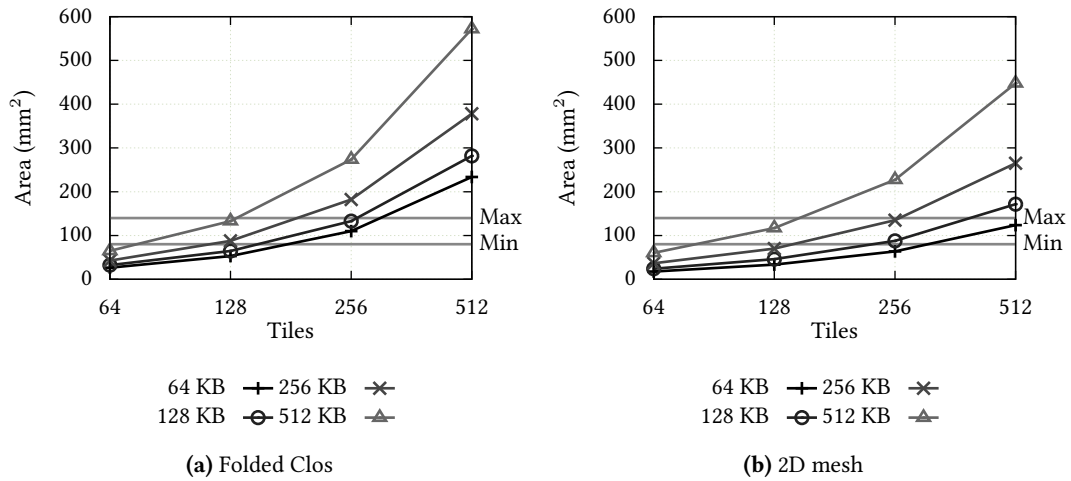 Area (mm²)
600
500
400
300
200
100
0
Max
Min
64 128 256 512
Tiles
64 KB 256 KB
128 KB 512 KB
(a) Folded Clos
Area (mm²)
600
500
400
300
200
100
0
Max
Min
64 128 256 512
Tiles
64 KB 256 KB
128 KB 512 KB
(b) 2D mesh